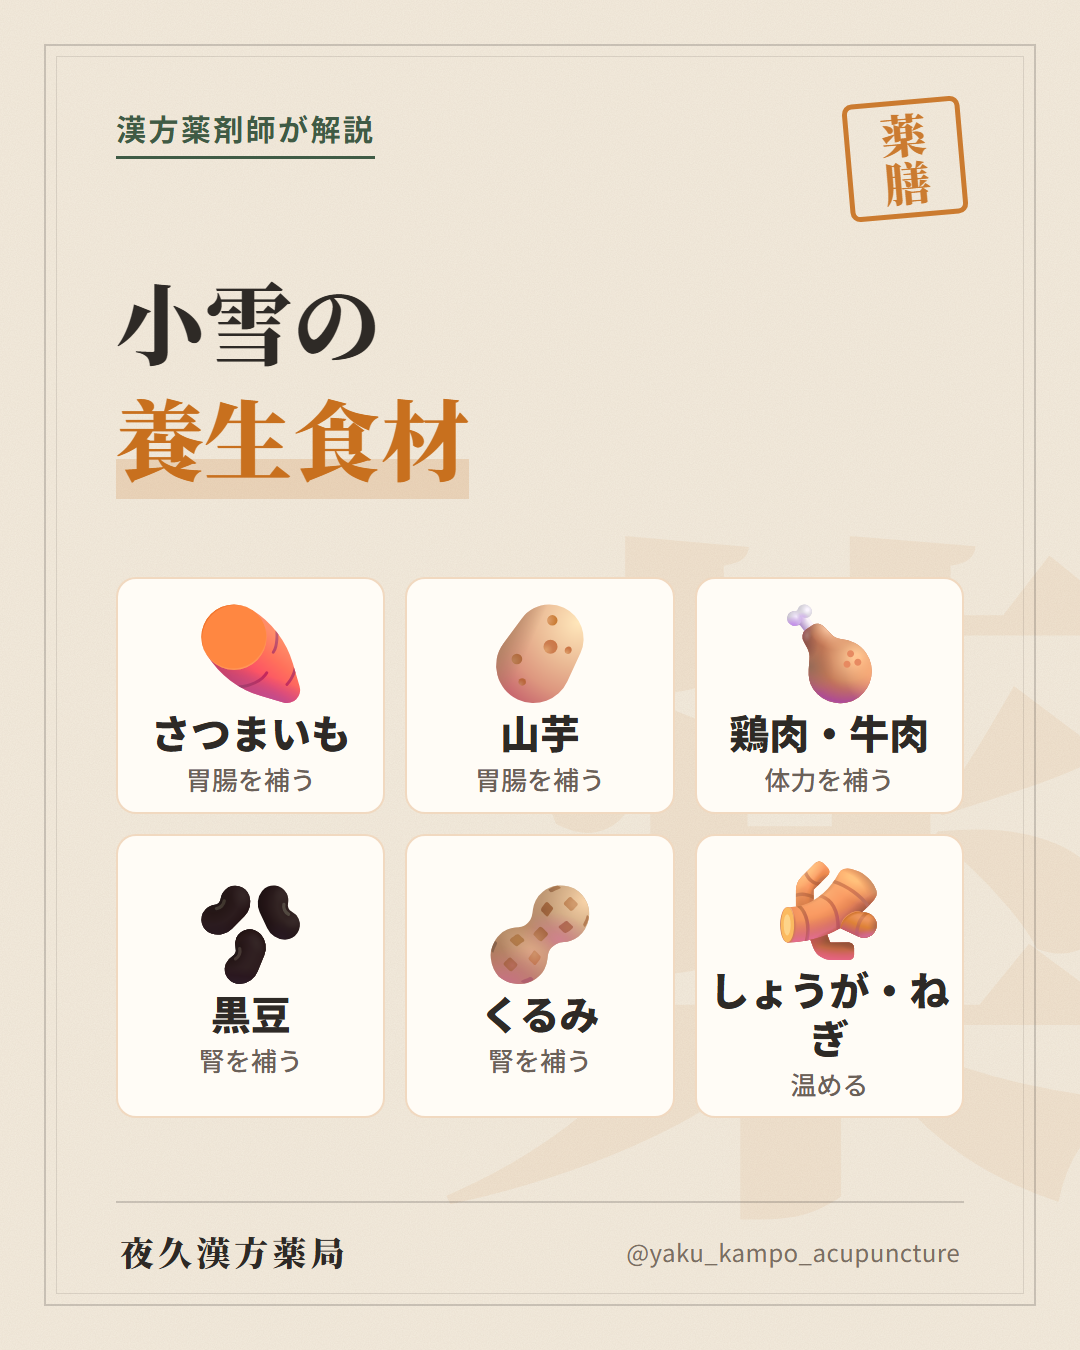 漢方薬剤師が解説
薬
膳
小雪の
養生食材
さつまいも
胃腸を補う
山芋
胃腸を補う
鶏肉・牛肉
体力を補う
黒豆
腎を補う
くるみ
腎を補う
しょうが・ね
ぎ
温める
夜久漢方薬局
@yaku_kampo_acupuncture